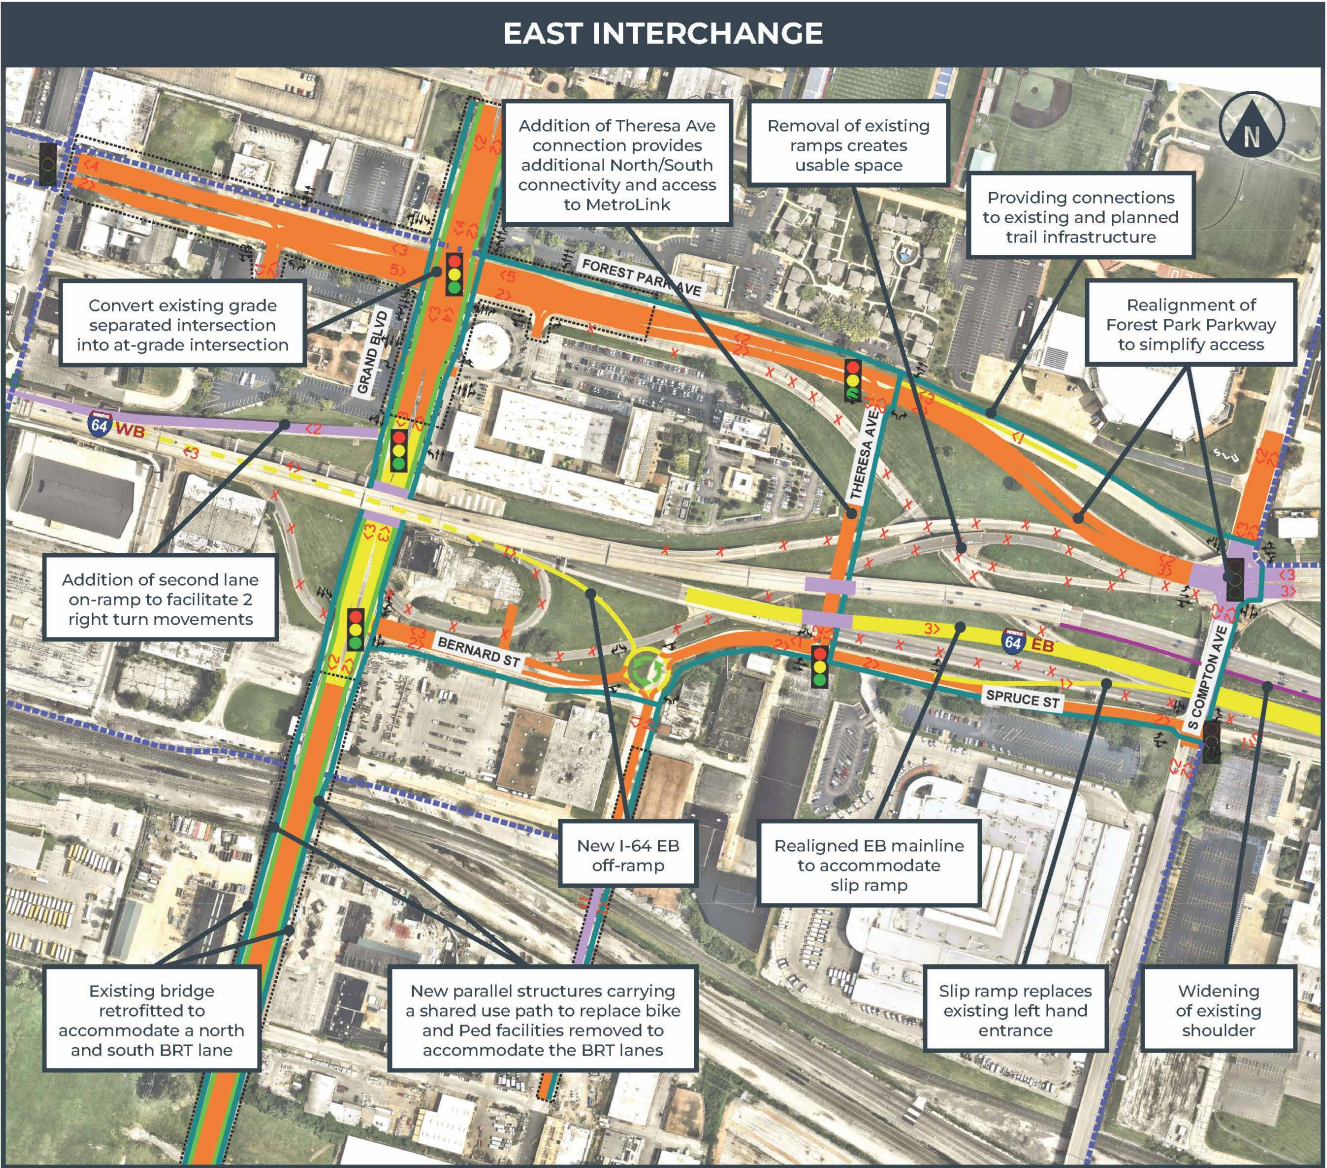 EAST INTERCHANGE
N
Addition of Theresa Ave
connection provides
additional North/South
connectivity and access
to MetroLink
Removal of existing
ramps creates
usable space
Providing connections
to existing and planned
trail infrastructure
Realignment of
Forest Park Parkway
to simplify access
Convert existing grade
separated intersection
into at-grade intersection
FOREST PARK AVE
GRAND BLVD
64 WB
THERESA AVE
SLU
Addition of second lane
on-ramp to facilitate 2
right turn movements
BERNARD ST
64 EB
SPRUCE ST
S COMPTON AVE
New I-64 EB
off-ramp
Realigned EB mainline
to accommodate
slip ramp
Existing bridge
retrofitted to
accommodate a north
and south BRT lane
New parallel structures carrying
a shared use path to replace bike
and Ped facilities removed to
accommodate the BRT lanes
Slip ramp replaces
existing left hand
entrance
Widening
of existing
shoulder